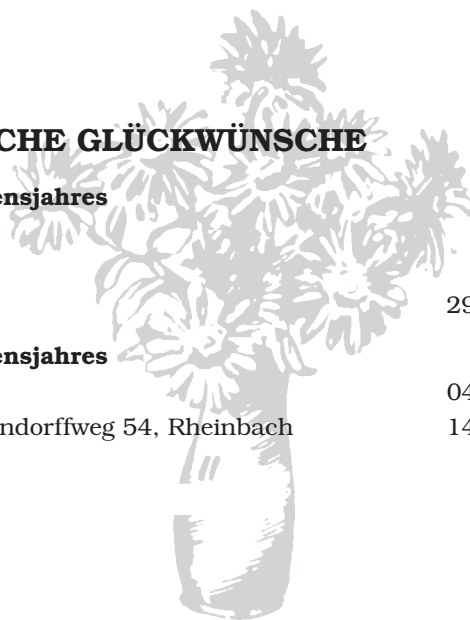 CHE GLÜCKWÜNSCHE
ensjahres
29
ensjahres
04
ndorffweg 54, Rheinbach 14